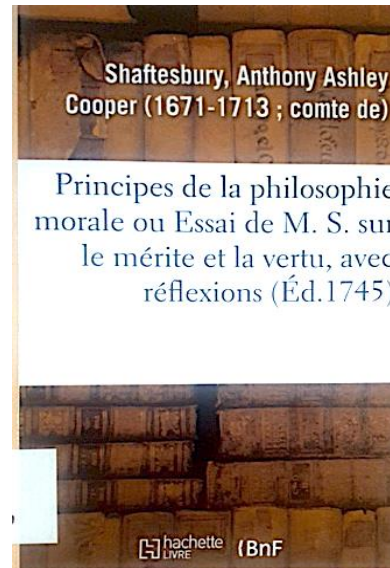 Shaftesbury, Anthony Ashley
Cooper (1671-1713 ; comte de)
Principes de la philosophie
morale ou Essai de M. S. sur
le mérite et la vertu, avec
réflexions (Éd.1745)
hachette
LIVRE
(BnF